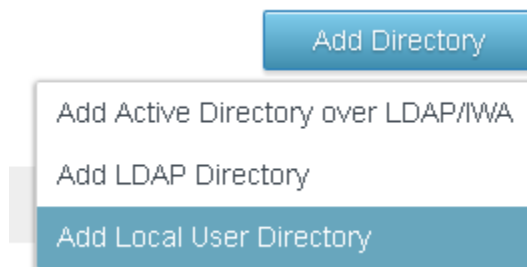 Add Directory
Add Active Directory over LDAP/IWA
Add LDAP Directory
Add Local User Directory